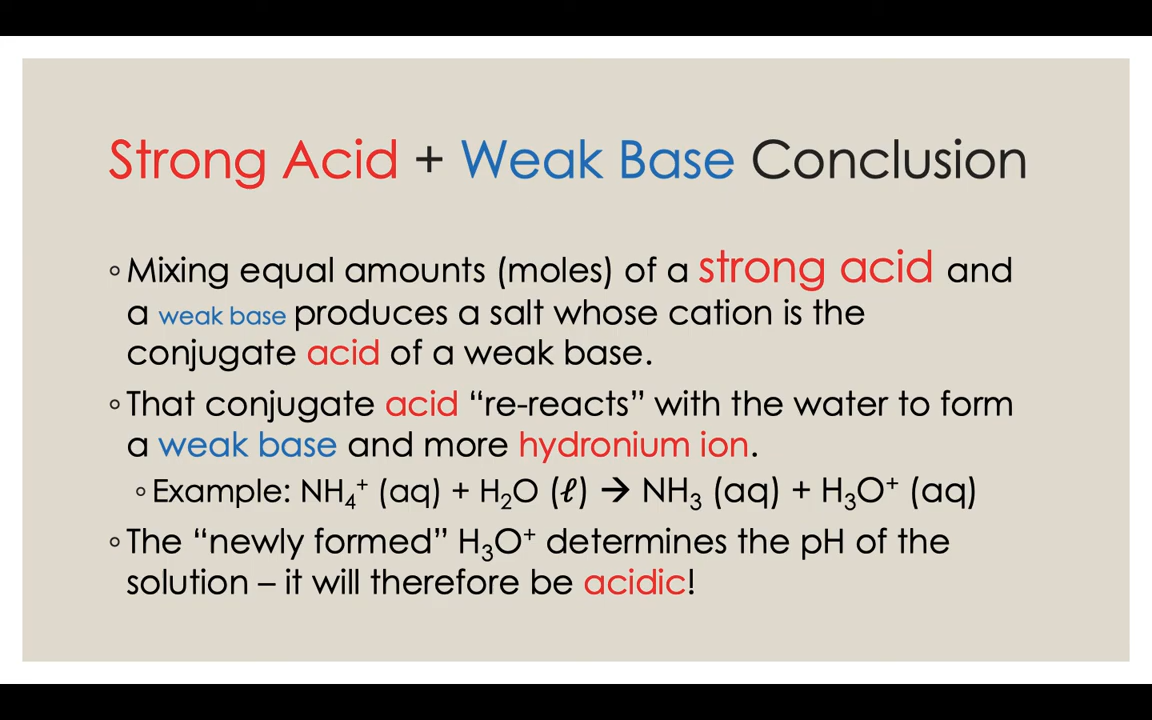 Strong Acid + Weak Base Conclusion
◦Mixing equal amounts (moles) of a strong acid and
a weak base produces a salt whose cation is the
conjugate acid of a weak base.
◦That conjugate acid “re-reacts” with the water to form
a weak base and more hydronium ion.
◦Example: NH₄⁺ (aq) + H₂O (ℓ) → NH₃ (aq) + H₃O⁺ (aq)
◦The “newly formed” H₃O⁺ determines the pH of the
solution – it will therefore be acidic!